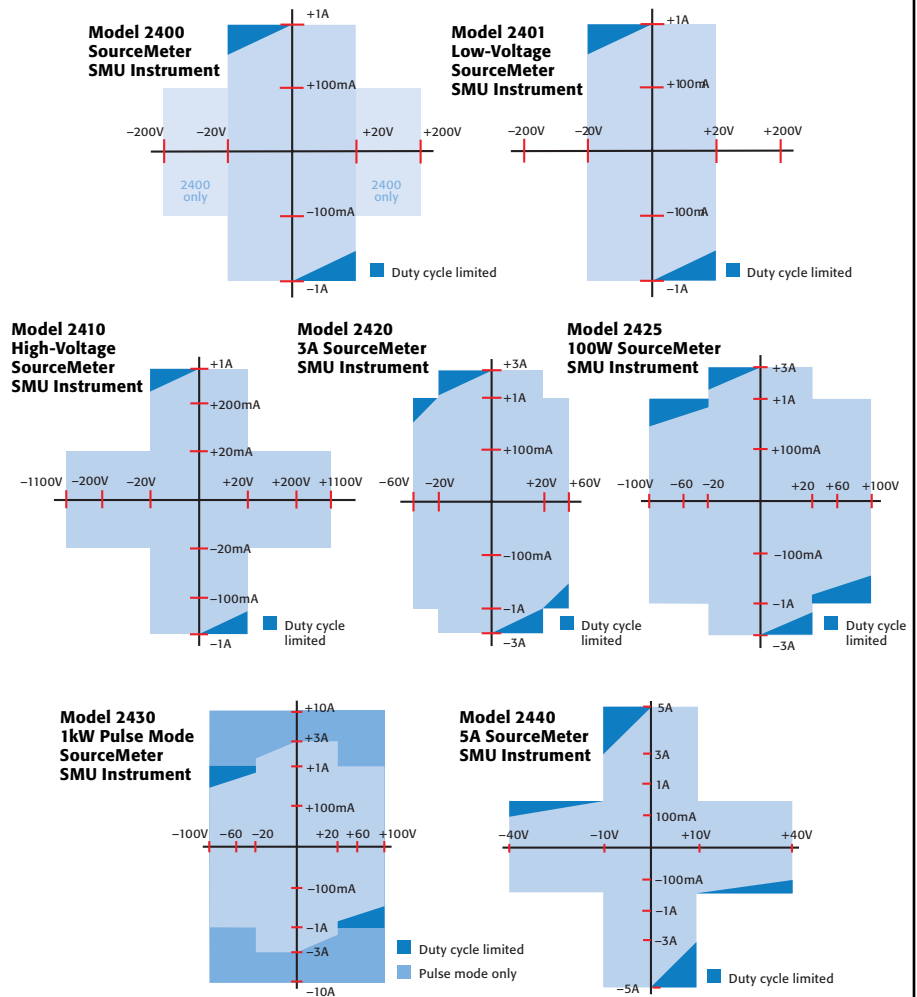 Model 2400
SourceMeter
SMU Instrument
+1A
+100mA
−200V
−20V
+20V
+200V
2400
only
2400
only
−100mA
−1A
Duty cycle limited
Model 2401
Low-Voltage
SourceMeter
SMU Instrument
+1A
+100mA
−200V
−20V
+20V
+200V
−100mA
−1A
Duty cycle limited
Model 2410
High-Voltage
SourceMeter
SMU Instrument
+1A
+200mA
+20mA
−1100V
−200V
−20V
+20V
+200V
+1100V
−20mA
−100mA
−1A
Duty cycle
limited
Model 2420
3A SourceMeter
SMU Instrument
+3A
+1A
+100mA
−60V
−20V
+20V
+60V
−100mA
−1A
−3A
Duty cycle
limited
Model 2425
100W SourceMeter
SMU Instrument
+3A
+1A
+100mA
−100V
−60
−20
+20
+60
+100V
−100mA
−1A
−3A
Duty cycle
limited
Model 2430
1kW Pulse Mode
SourceMeter
SMU Instrument
+10A
+3A
+1A
+100mA
−100V
−60
−20
+20
+60
+100V
−100mA
−1A
−3A
−10A
Duty cycle limited
Pulse mode only
Model 2440
5A SourceMeter
SMU Instrument
5A
3A
1A
100mA
−40V
−10V
+10V
+40V
−100mA
−1A
−3A
−5A
Duty cycle limited